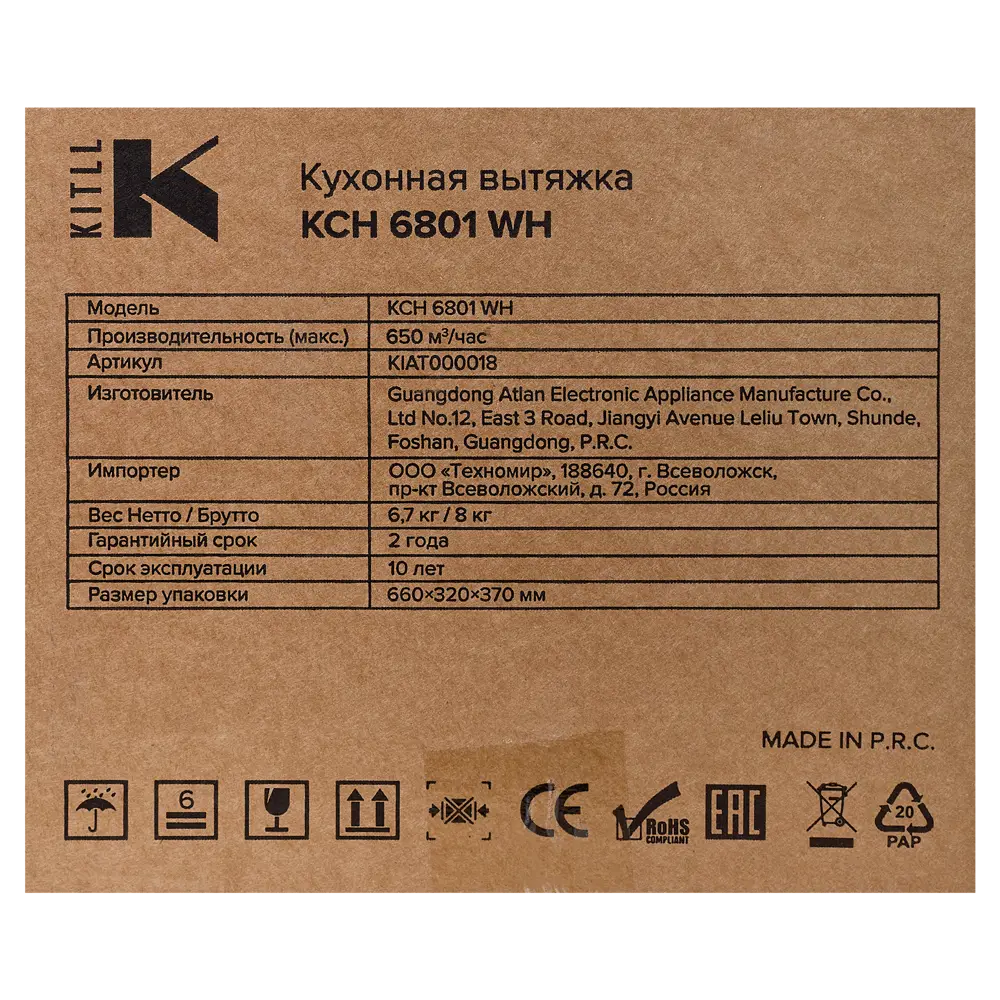 KITLL
Кухонная вытяжка
KCH 6801 WH
Модель KCH 6801 WH
Производительность (макс.) 650 м³/час
Артикул KIAT000018
Изготовитель Guangdong Atlan Electronic Appliance Manufacture Co.,
Ltd No.12, East 3 Road, Jiangyi Avenue Leliu Town, Shunde,
Foshan, Guangdong, P.R.C.
Импортер ООО «Техномир», 188640, г. Всеволожск,
пр-кт Всеволожский, д. 72, Россия
Вес Нетто / Брутто 6,7 кг / 8 кг
Гарантийный срок 2 года
Срок эксплуатации 10 лет
Размер упаковки 660×320×370 мм
MADE IN P.R.C.
6
CE
RoHS
COMPLIANT
EAC
20
PAP